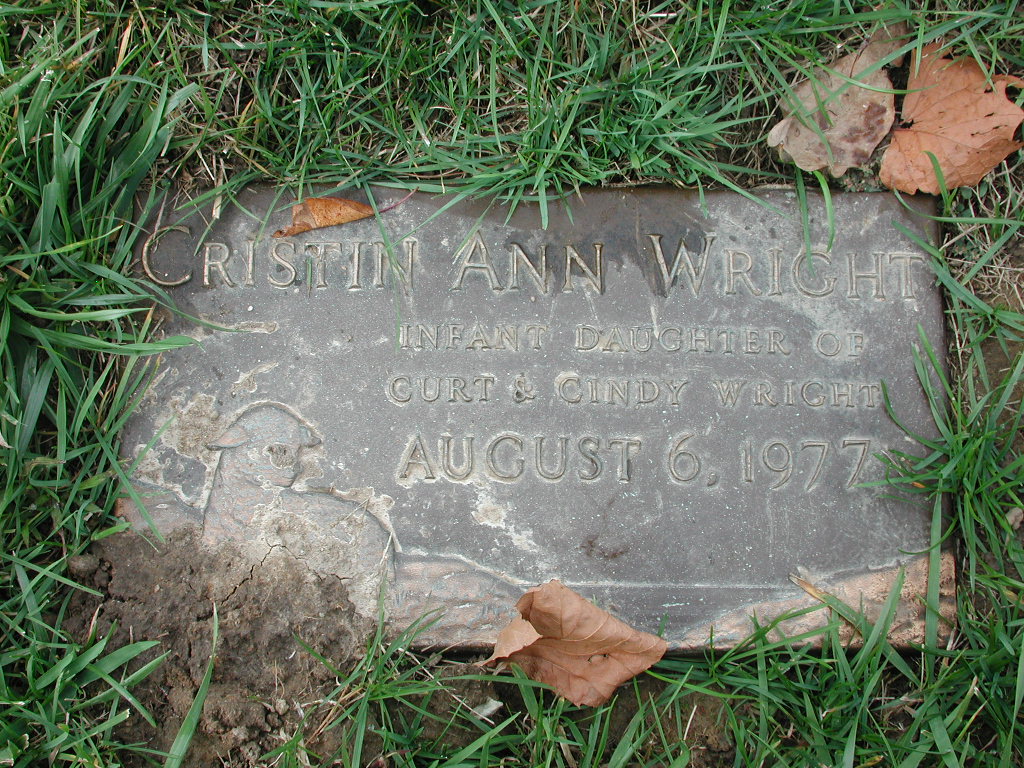 CRISTIN ANN WRIGHT
INFANT DAUGHTER OF
CURT & CINDY WRIGHT
AUGUST 6, 1977